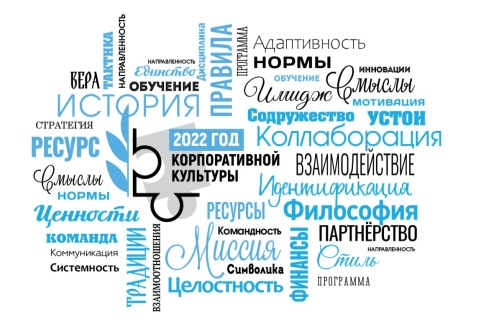 ВЕРА
ТАКТИКА
НАПРАВЛЕННОСТЬ
НАПРАВЛЕННОСТЬ
Единство
ОБУЧЕНИЕ
ДИСЦИПЛИНА
ПРАВИЛА
ПРОГРАММА
Адаптивность
НОРМЫ
ОБУЧЕНИЕ
Имидж
ИННОВАЦИИ
Смыслы
МОТИВАЦИЯ
ИСТОРИЯ
Содружество
УСТОИ
СТРАТЕГИЯ
РЕСУРС
2022 ГОД
КОРПОРАТИВНОЙ
КУЛЬТУРЫ
Коллаборация
ВЗАИМОДЕЙСТВИЕ
Смыслы
НОРМЫ
Идентификация
Ценности
РЕСУРСЫ
Философия
КОМАНДА
Коммуникация
Системность
ТРАДИЦИИ
ВЗАИМООТНОШЕНИЯ
Командность
Миссия
Символика
Целостность
ФИНАНСЫ
ПАРТНЁРСТВО
НАПРАВЛЕННОСТЬ
Стиль
ПРОГРАММА